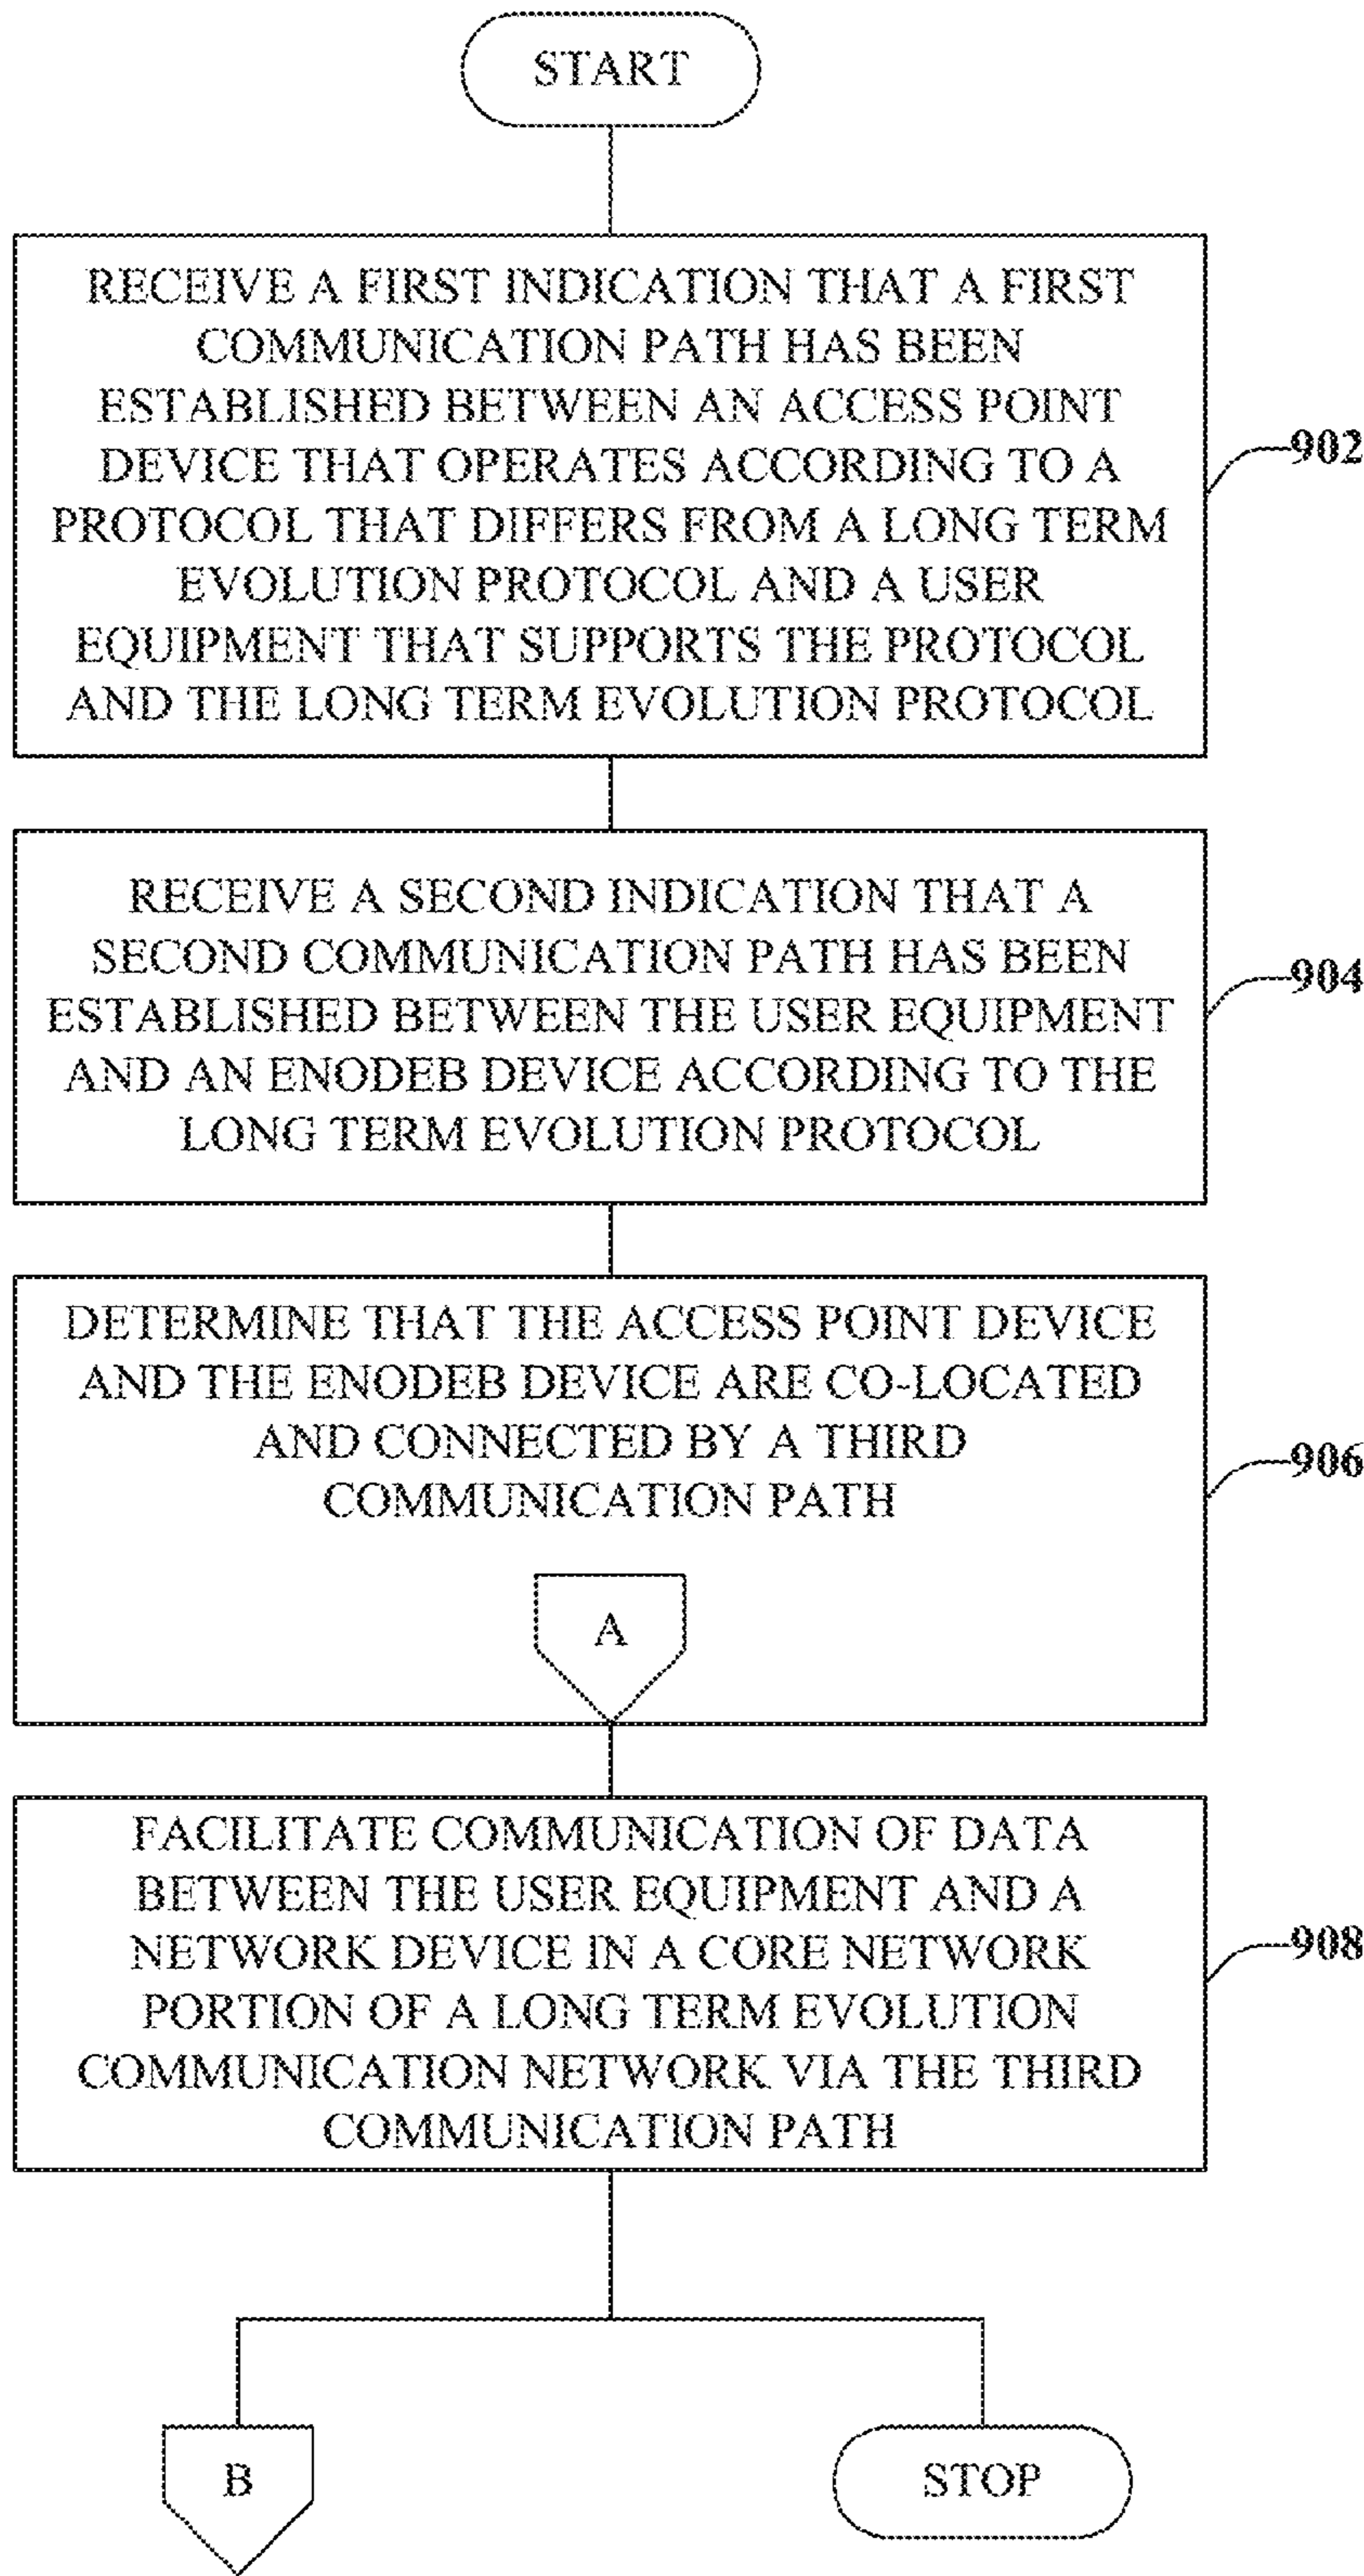 START
RECEIVE A FIRST INDICATION THAT A FIRST
COMMUNICATION PATH HAS BEEN
ESTABLISHED BETWEEN AN ACCESS POINT
DEVICE THAT OPERATES ACCORDING TO A
PROTOCOL THAT DIFFERS FROM A LONG TERM
EVOLUTION PROTOCOL AND A USER
EQUIPMENT THAT SUPPORTS THE PROTOCOL
AND THE LONG TERM EVOLUTION PROTOCOL
902
RECEIVE A SECOND INDICATION THAT A
SECOND COMMUNICATION PATH HAS BEEN
ESTABLISHED BETWEEN THE USER EQUIPMENT
AND AN ENODEB DEVICE ACCORDING TO THE
LONG TERM EVOLUTION PROTOCOL
904
DETERMINE THAT THE ACCESS POINT DEVICE
AND THE ENODEB DEVICE ARE CO-LOCATED
AND CONNECTED BY A THIRD
COMMUNICATION PATH
906
A
FACILITATE COMMUNICATION OF DATA
BETWEEN THE USER EQUIPMENT AND A
NETWORK DEVICE IN A CORE NETWORK
PORTION OF A LONG TERM EVOLUTION
COMMUNICATION NETWORK VIA THE THIRD
COMMUNICATION PATH
908
B
STOP